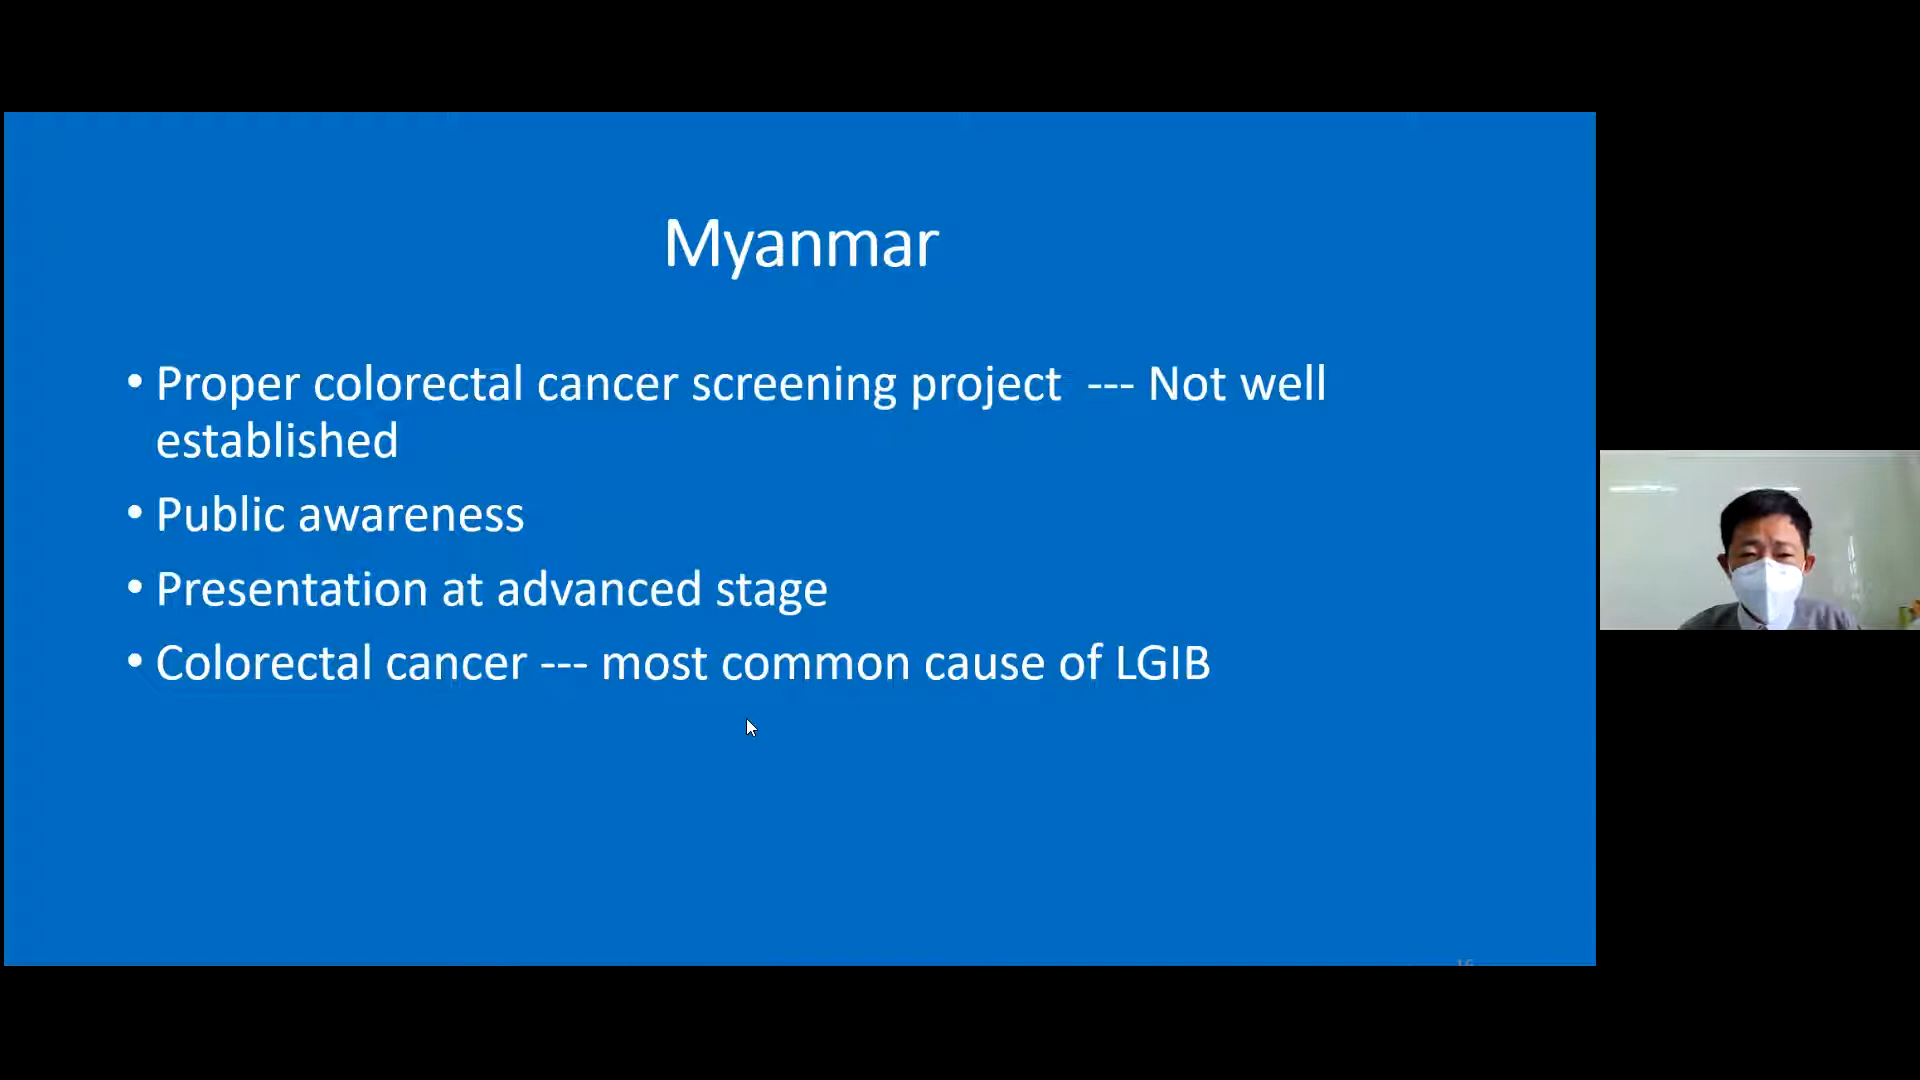 Myanmar
• Proper colorectal cancer screening project --- Not well
established
• Public awareness
• Presentation at advanced stage
• Colorectal cancer --- most common cause of LGIB